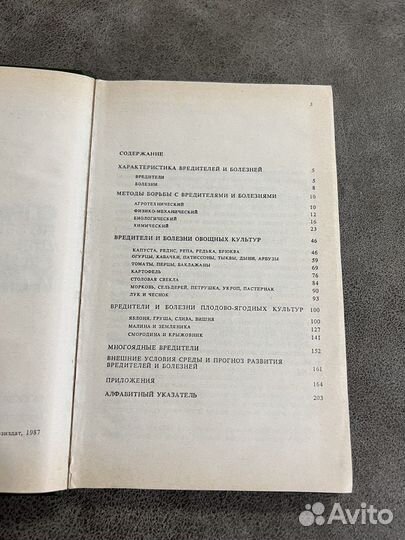 3
СОДЕРЖАНИЕ
ХАРАКТЕРИСТИКА ВРЕДИТЕЛЕЙ И БОЛЕЗНЕЙ 5
ВРЕДИТЕЛИ 5
БОЛЕЗНИ 8
МЕТОДЫ БОРЬБЫ С ВРЕДИТЕЛЯМИ И БОЛЕЗНЯМИ 10
АГРОТЕХНИЧЕСКИЙ 10
ФИЗИКО-МЕХАНИЧЕСКИЙ 12
БИОЛОГИЧЕСКИЙ 16
ХИМИЧЕСКИЙ 23
ВРЕДИТЕЛИ И БОЛЕЗНИ ОВОЩНЫХ КУЛЬТУР 46
КАПУСТА, РЕДИС, РЕПА, РЕДЬКА, БРЮКВА 46
ОГУРЦЫ, КАБАЧКИ, ПАТИССОНЫ, ТЫКВЫ, ДЫНИ, АРБУЗЫ 59
ТОМАТЫ, ПЕРЦЫ, БАКЛАЖАНЫ 69
КАРТОФЕЛЬ 76
СТОЛОВАЯ СВЕКЛА 84
МОРКОВЬ, СЕЛЬДЕРЕЙ, ПЕТРУШКА, УКРОП, ПАСТЕРНАК 90
ЛУК И ЧЕСНОК 93
ВРЕДИТЕЛИ И БОЛЕЗНИ ПЛОДОВО-ЯГОДНЫХ КУЛЬТУР 100
ЯБЛОНЯ, ГРУША, СЛИВА, ВИШНЯ 100
МАЛИНА И ЗЕМЛЯНИКА 127
СМОРОДИНА И КРЫЖОВНИК 141
МНОГОЯДНЫЕ ВРЕДИТЕЛИ 152
ВНЕШНИЕ УСЛОВИЯ СРЕДЫ И ПРОГНОЗ РАЗВИТИЯ
ВРЕДИТЕЛЕЙ И БОЛЕЗНЕЙ 161
ПРИЛОЖЕНИЯ 164
АЛФАВИТНЫЙ УКАЗАТЕЛЬ 203
издат, 1987
Avito